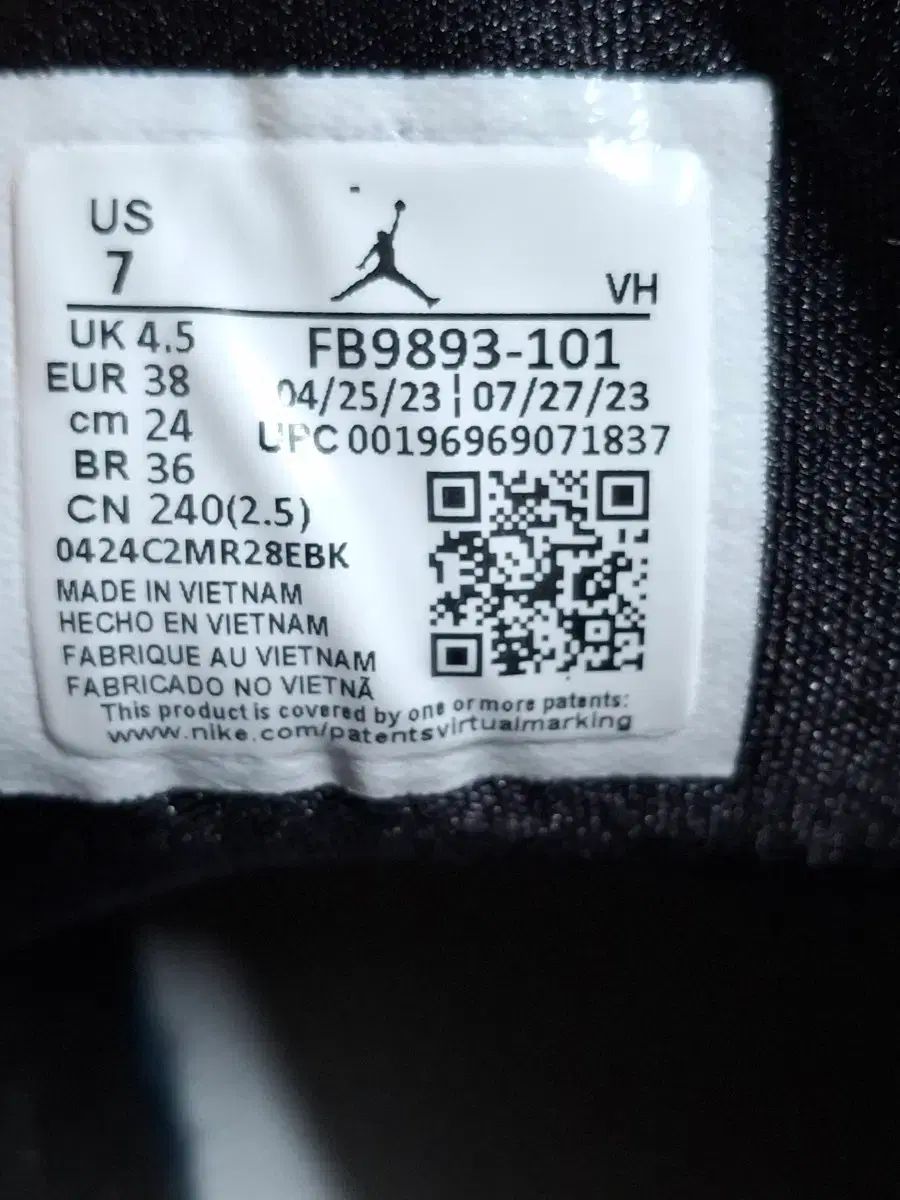 US
7
VH
UK 4.5
EUR 38
cm 24
BR 36
CN 240(2.5)
FB9893-101
04/25/23 | 07/27/23
UPC 00196969071837
0424C2MR28EBK
MADE IN VIETNAM
HECHO EN VIETNAM
FABRIQUE AU VIETNAM
FABRICADO NO VIETNÃ
This product is covered by one or more patents:
www.nike.com/patentsvirtualmarking